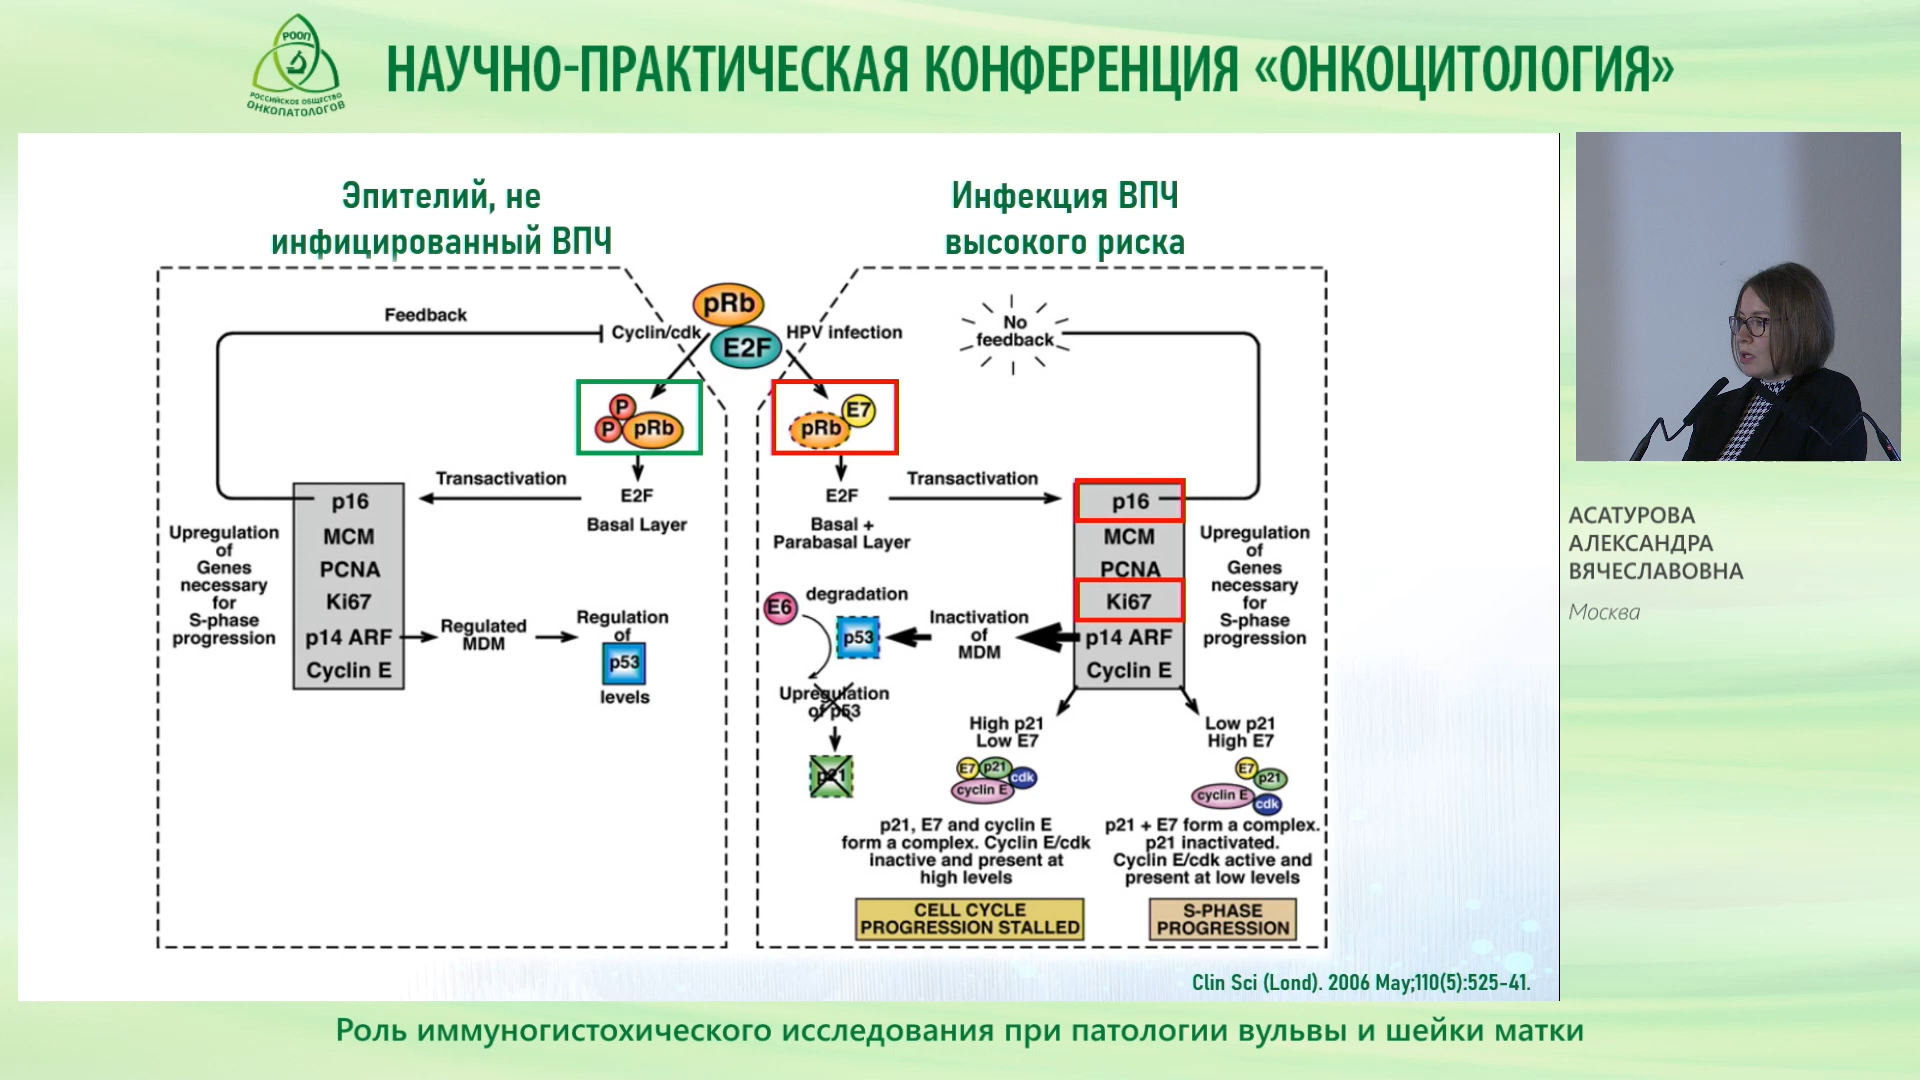 РООП
РОССИЙСКОЕ ОБЩЕСТВО
ОНКОПАТОЛОГОВ
НАУЧНО-ПРАКТИЧЕСКАЯ КОНФЕРЕНЦИЯ «ОНКОЦИТОЛОГИЯ»
Эпителий, не
инфицированный ВПЧ
Feedback
Cyclin/cdk
pRb
E2F
P
P
pRb
Transactivation
E2F
Basal Layer
Upregulation
of
Genes
necessary
for
S-phase
progression
p16
MCM
PCNA
Ki67
p14 ARF
Cyclin E
Regulated
MDM
Regulation
of
p53
levels
Инфекция ВПЧ
высокого риска
HPV infection
No
feedback
E7
pRb
E2F
Basal +
Parabasal Layer
Transactivation
p16
MCM
PCNA
Ki67
p14 ARF
Cyclin E
Upregulation
of
Genes
necessary
for
S-phase
progression
E6
degradation
p53
Inactivation
of
MDM
Upregulation
of p53
p21
High p21
Low E7
E7
p21
cdk
cyclin E
p21, E7 and cyclin E
form a complex. Cyclin E/cdk
inactive and present at
high levels
CELL CYCLE
PROGRESSION STALLED
Low p21
High E7
E7
p21
cyclin E
cdk
p21 + E7 form a complex.
p21 inactivated.
Cyclin E/cdk active and
present at low levels
S-PHASE
PROGRESSION
Clin Sci (Lond). 2006 May;110(5):525-41.
АСАТУРОВА
АЛЕКСАНДРА
ВЯЧЕСЛАВОВНА
Москва
Роль иммуногистохического исследования при патологии вульвы и шейки матки